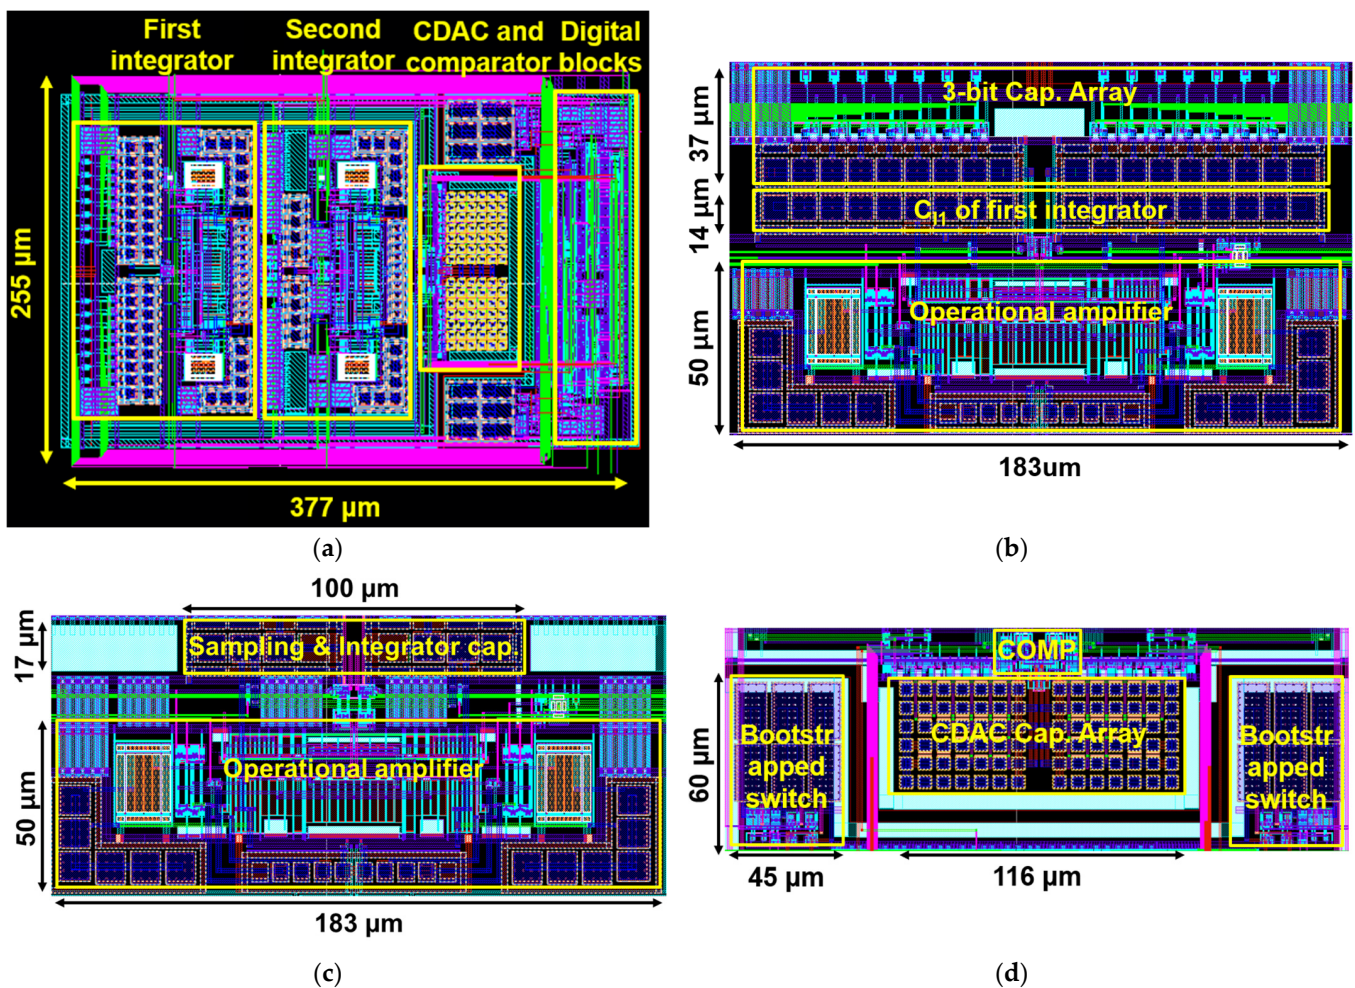 First
integrator
Second
integrator
CDAC and
comparator
Digital
blocks
255 µm
377 µm
(a)
3-bit Cap. Array
C_I1 of first integrator
Operational amplifier
37 µm
14 µm
50 µm
183um
(b)
100 µm
17 µm
Sampling & Integrator cap.
Operational amplifier
50 µm
183 µm
(c)
COMP
CDAC Cap. Array
Bootstr
apped
switch
Bootstr
apped
switch
60 µm
45 µm
116 µm
(d)